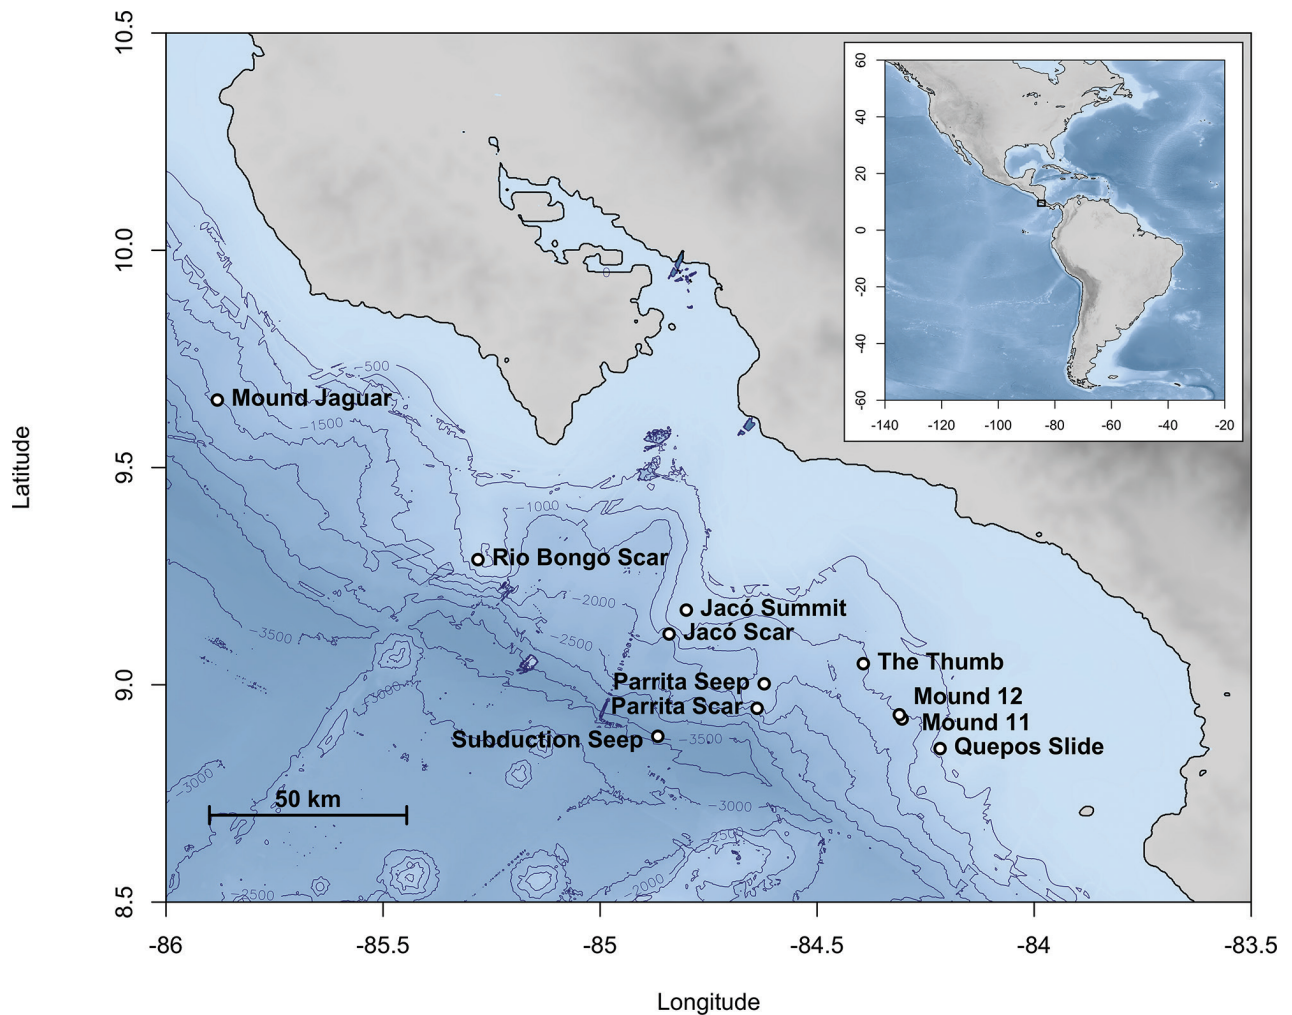 10.5
10.0
9.5
9.0
8.5
Latitude
-86
-85.5
-85
-84.5
-84
-83.5
Longitude
60
40
20
0
-20
-40
-60
-140
-120
-100
-80
-60
-40
-20
0
-500
Mound Jaguar
-1500
-1000
Rio Bongo Scar
-2000
Jacó Summit
Jacó Scar
-3500
-2500
The Thumb
Parrita Seep
-3000
Mound 12
Parrita Scar
Mound 11
Subduction Seep
-3500
Quepos Slide
-3000
50 km
-3000
-2500
-2000
-2500